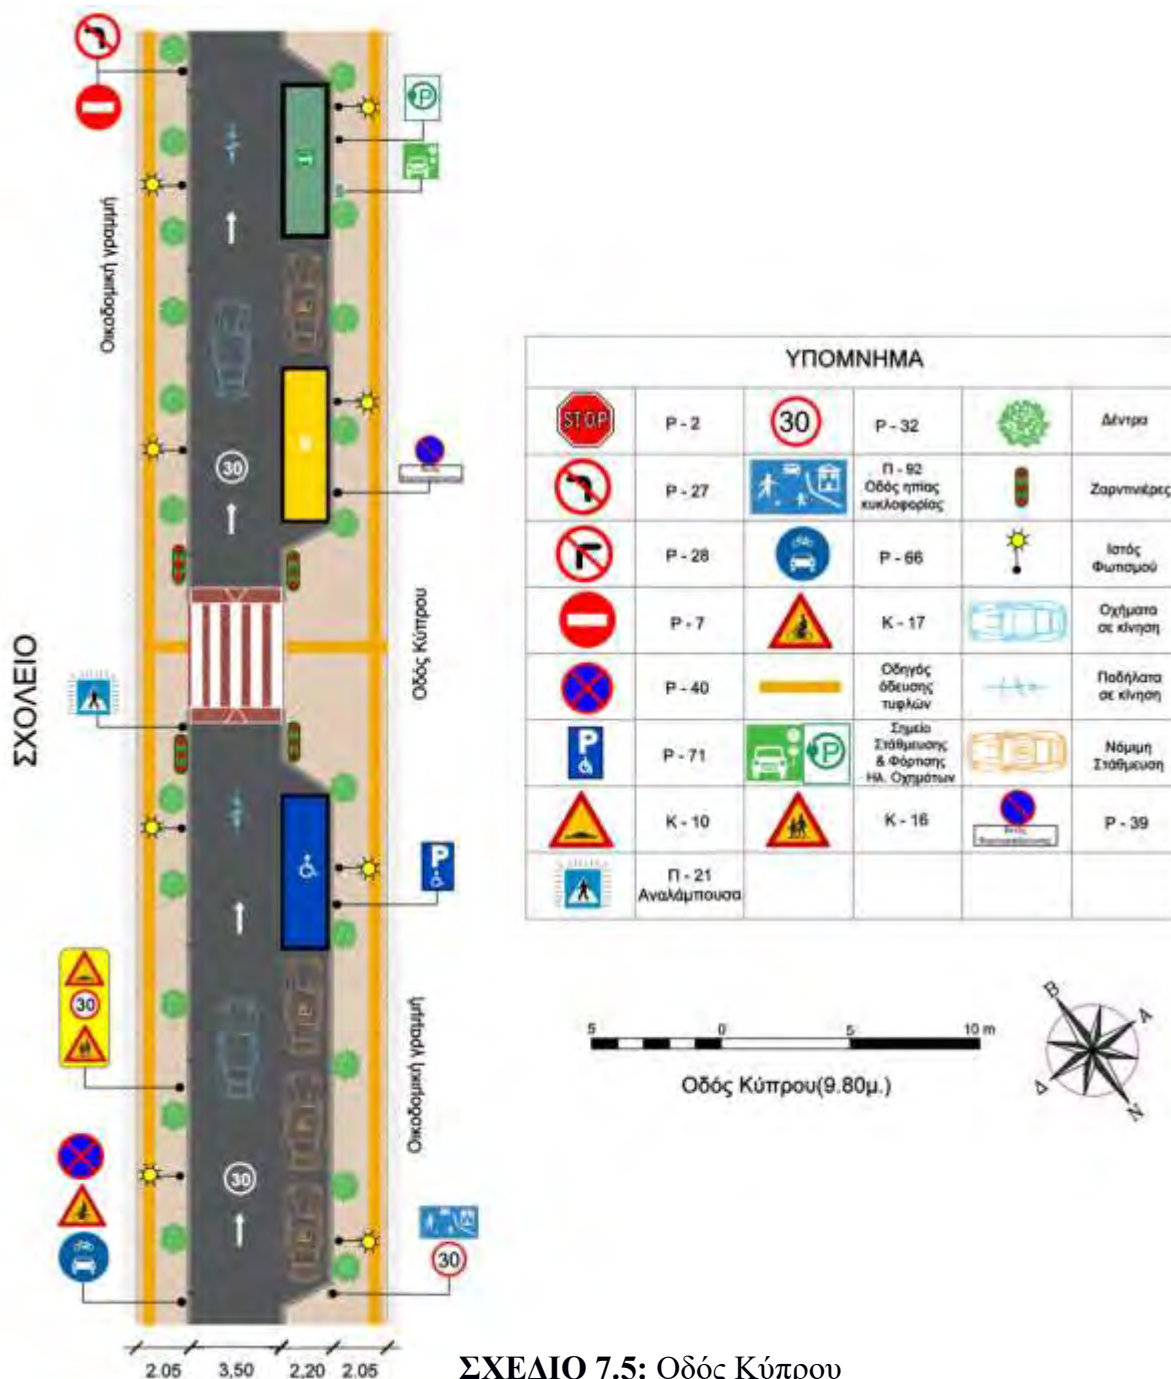 ΣΧΟΛΕΙΟ
Οικοδομική γραμμή
Οδός Κύπρου
Οικοδομική γραμμή
P
30
P
30
30
30
2.05
3,50
2,20
2.05
ΥΠΟΜΝΗΜΑ
STOP
Ρ - 2
30
Ρ - 32
Δέντρα
Ρ - 27
Π - 92
Οδός ηπίας
κυκλοφορίας
Ζαρντινιέρες
Ρ - 28
Ρ - 66
Ιστός
Φωτισμού
Ρ - 7
Κ - 17
Οχήματα
σε κίνηση
Ρ - 40
Οδηγός
όδευσης
τυφλών
Ποδήλατα
σε κίνηση
P
Ρ - 71
P
Σημείο
Στάθμευσης
& Φόρτισης
Ηλ. Οχημάτων
Νόμιμη
Στάθμευση
Κ - 10
Κ - 16
Ρ - 39
Π - 21
Αναλάμπουσα
5
0
5
10 m
Οδός Κύπρου(9.80μ.)
Β
Α
Δ
Ν
ΣΧΕΔΙΟ 7.5: Οδός Κύπρου